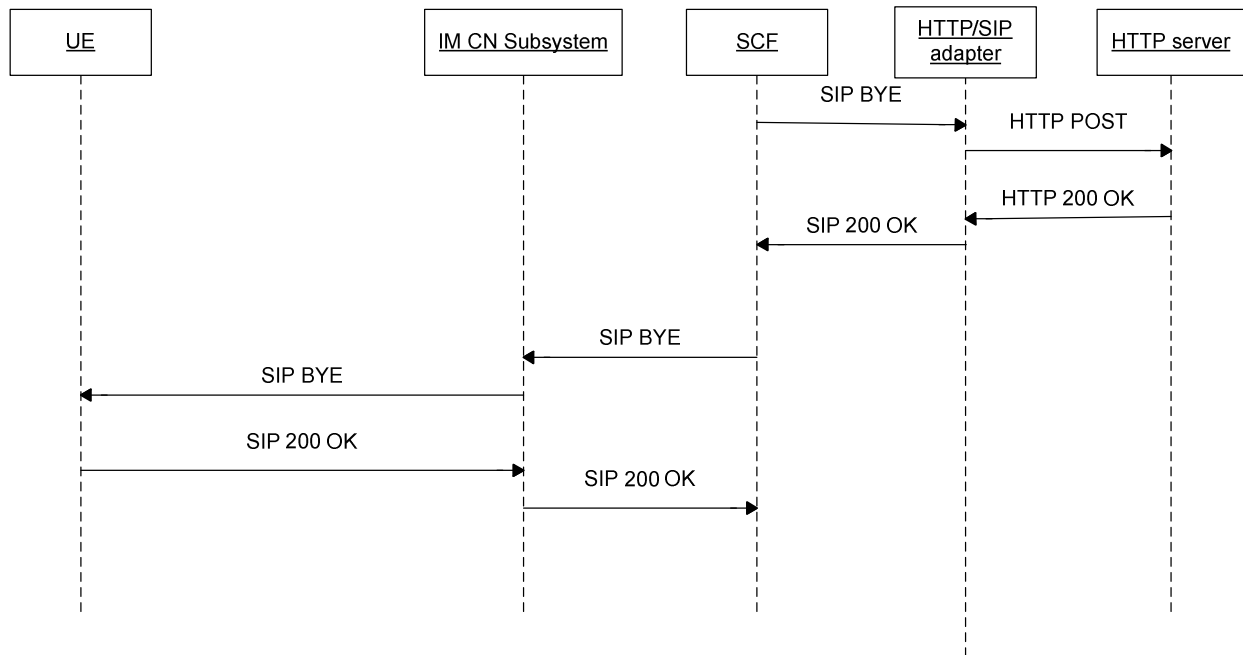 UE
IM CN Subsystem
SCF
HTTP/SIP
adapter
HTTP server
SIP BYE
HTTP POST
HTTP 200 OK
SIP 200 OK
SIP BYE
SIP BYE
SIP 200 OK
SIP 200 OK